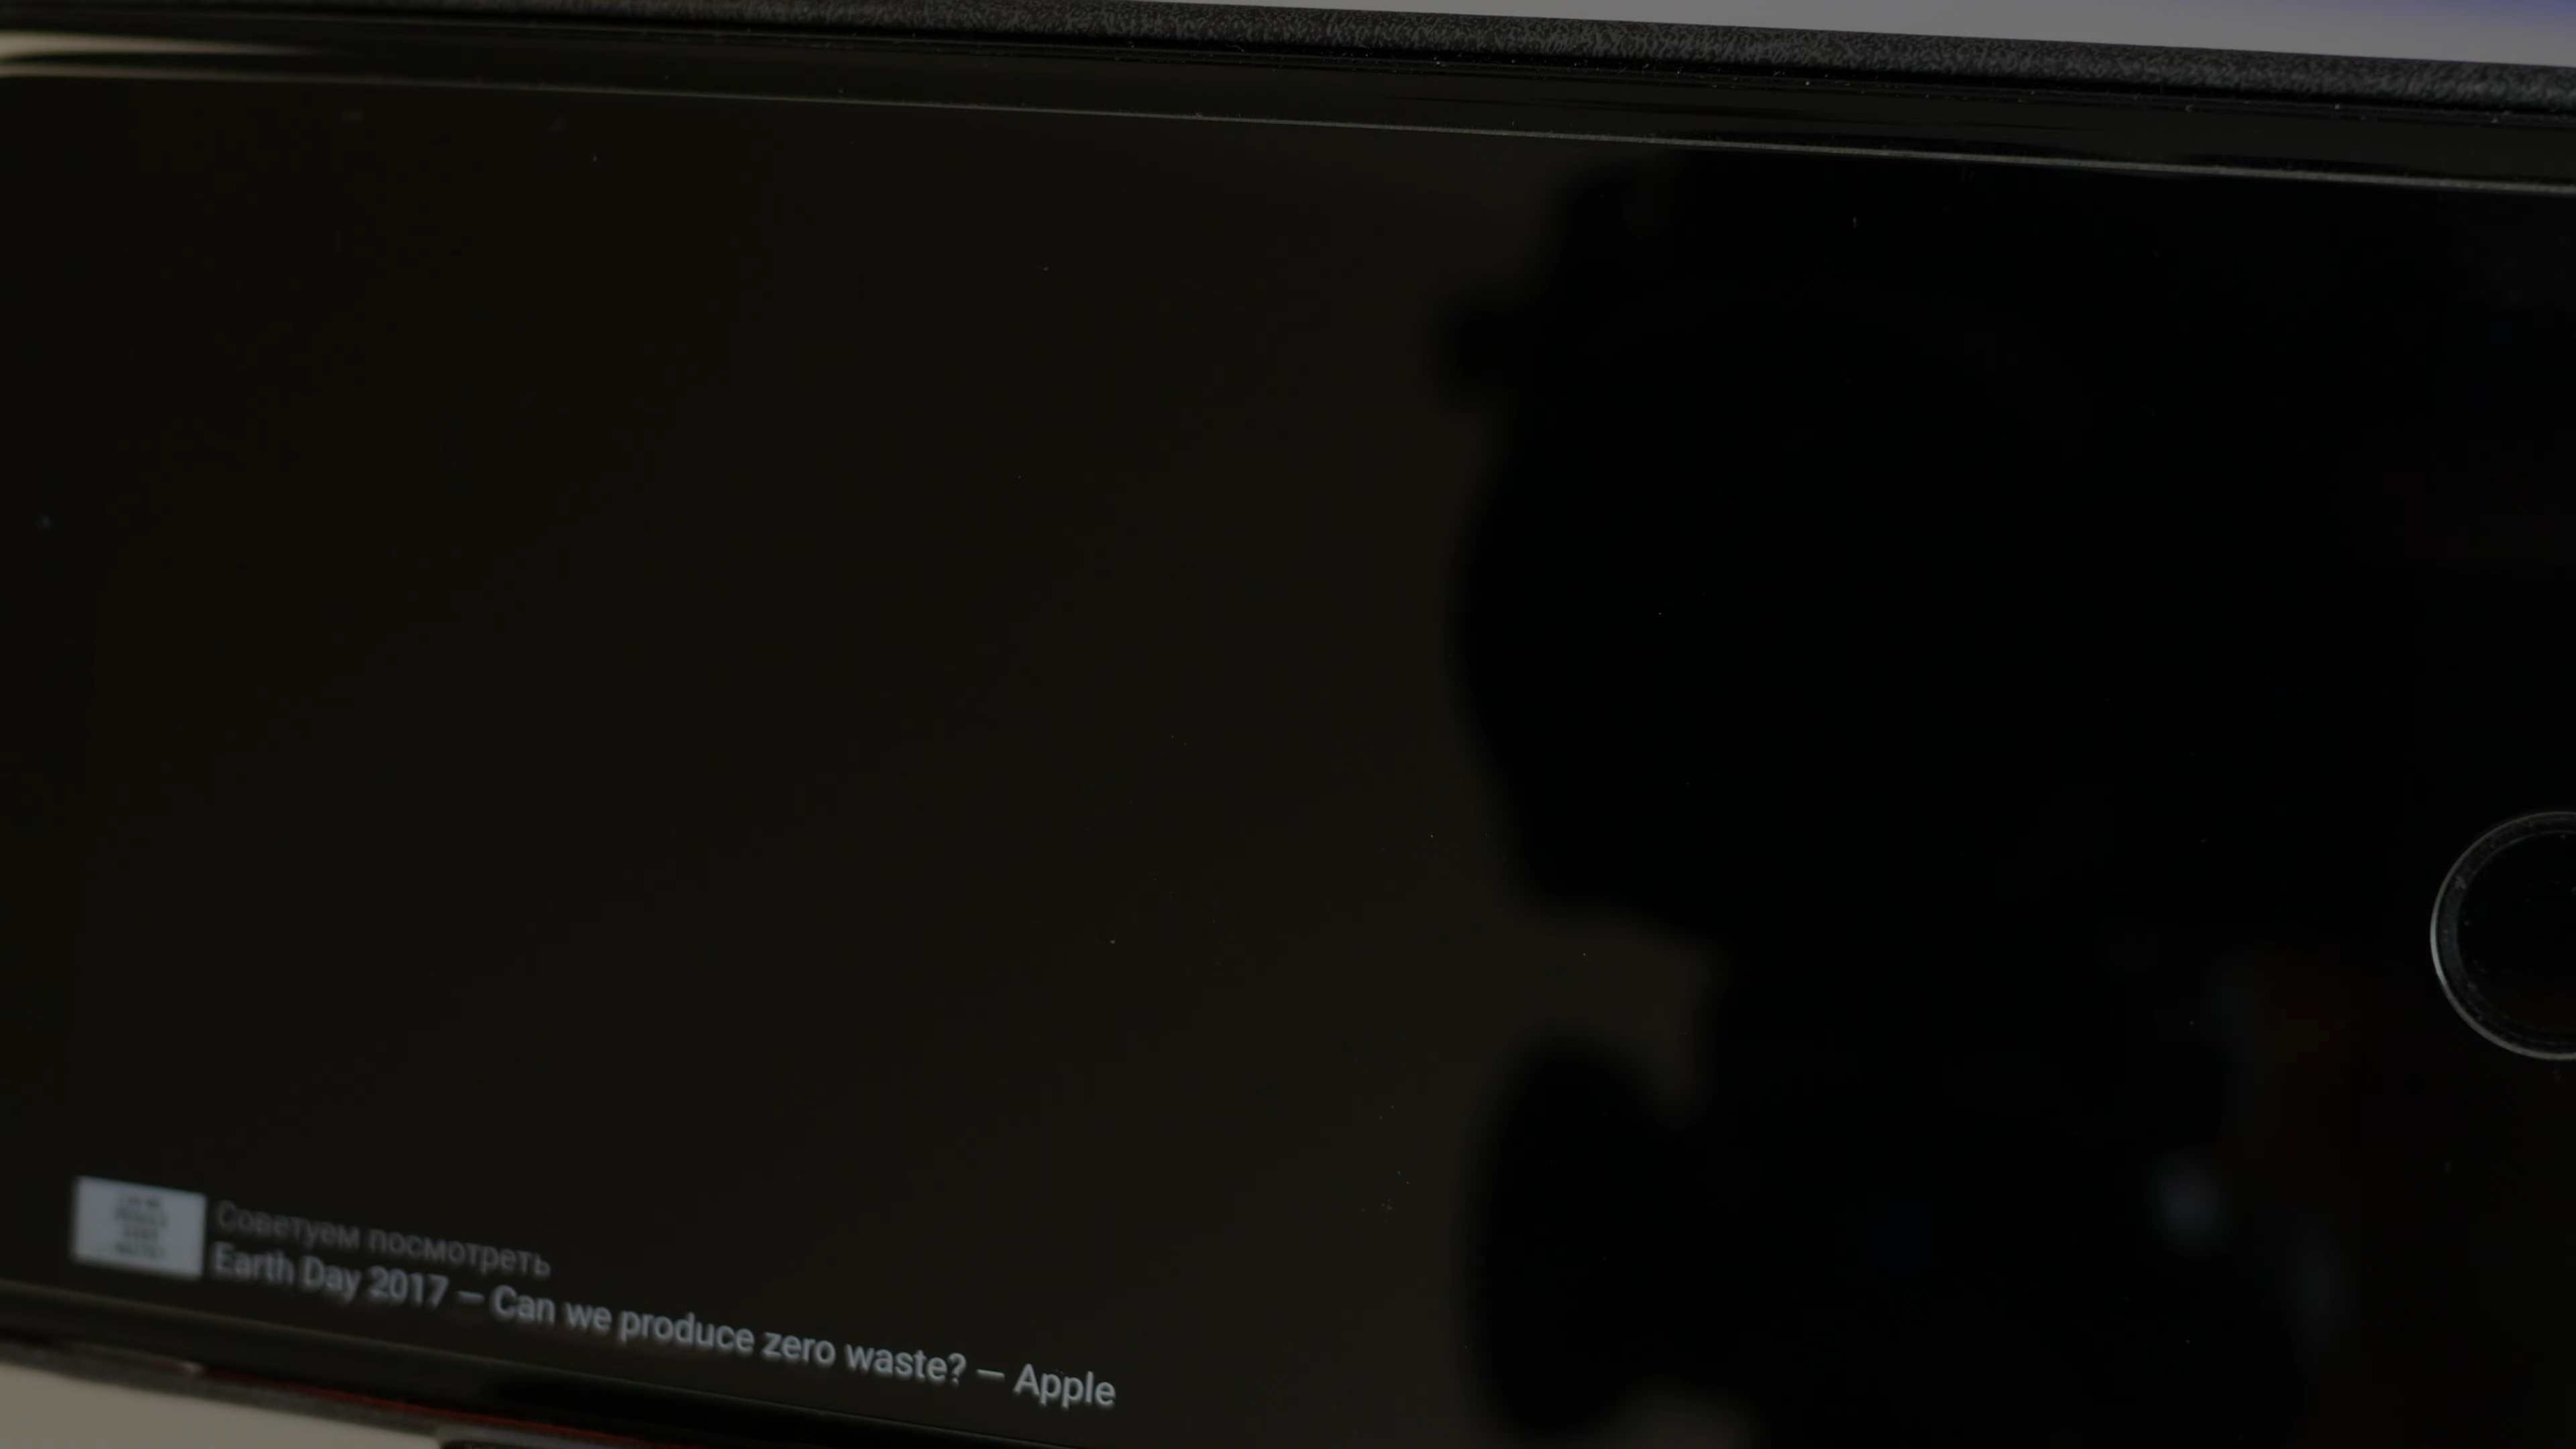 Советуем посмотреть
Earth Day 2017 — Can we produce zero waste? — Apple